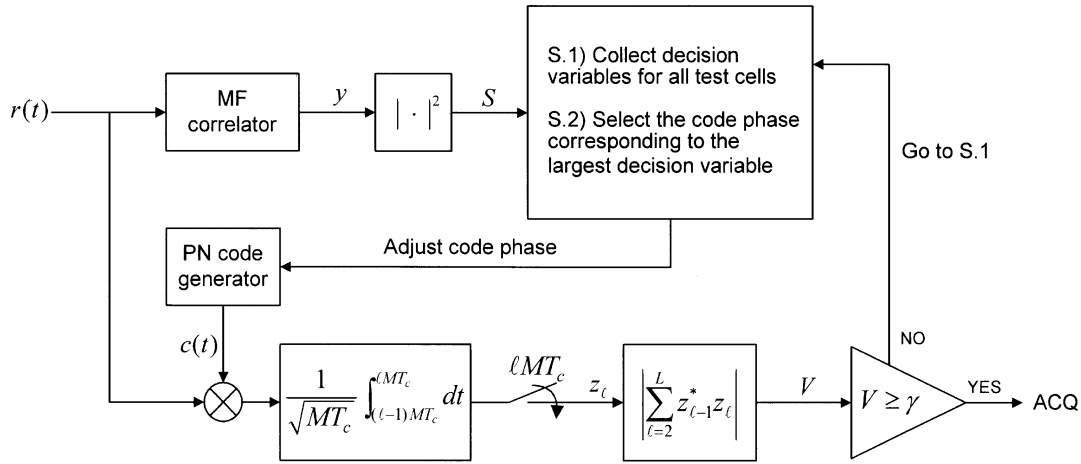 S.1) Collect decision
variables for all test cells
S.2) Select the code phase
corresponding to the
largest decision variable
r(t)
MF
correlator
y
| · |²
S
Go to S.1
Adjust code phase
PN code
generator
c(t)
1/√(MT_c) ∫_{(ℓ−1)MT_c}^{ℓMT_c} dt
ℓMT_c
z_ℓ
|∑_{ℓ=2}^{L} z*_{ℓ−1} z_ℓ|
V
V ≥ γ
NO
YES
ACQ